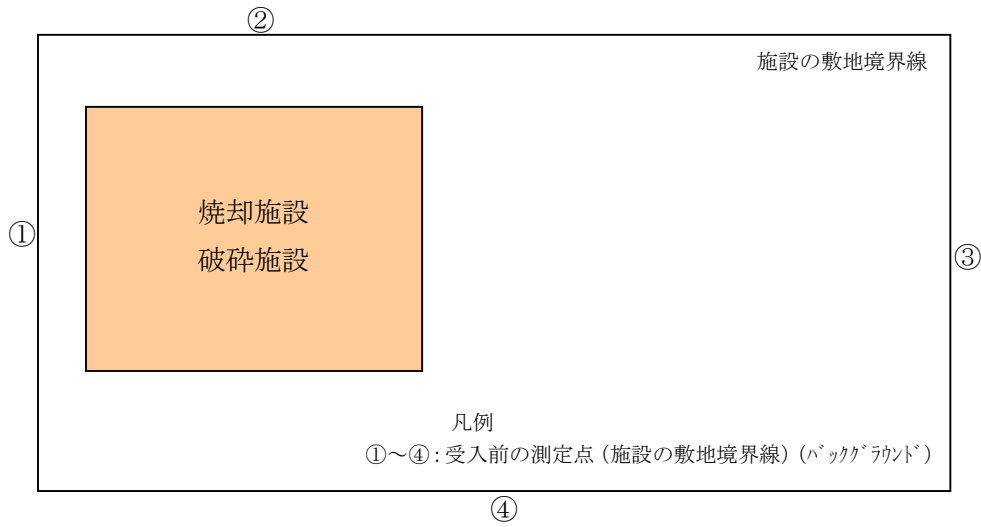 ②
施設の敷地境界線
焼却施設
①
破砕施設
③
凡例
①～④：受入前の測定点（施設の敷地境界線）（ﾊﾞｯｸｸﾞﾗｳﾝﾄﾞ）
④